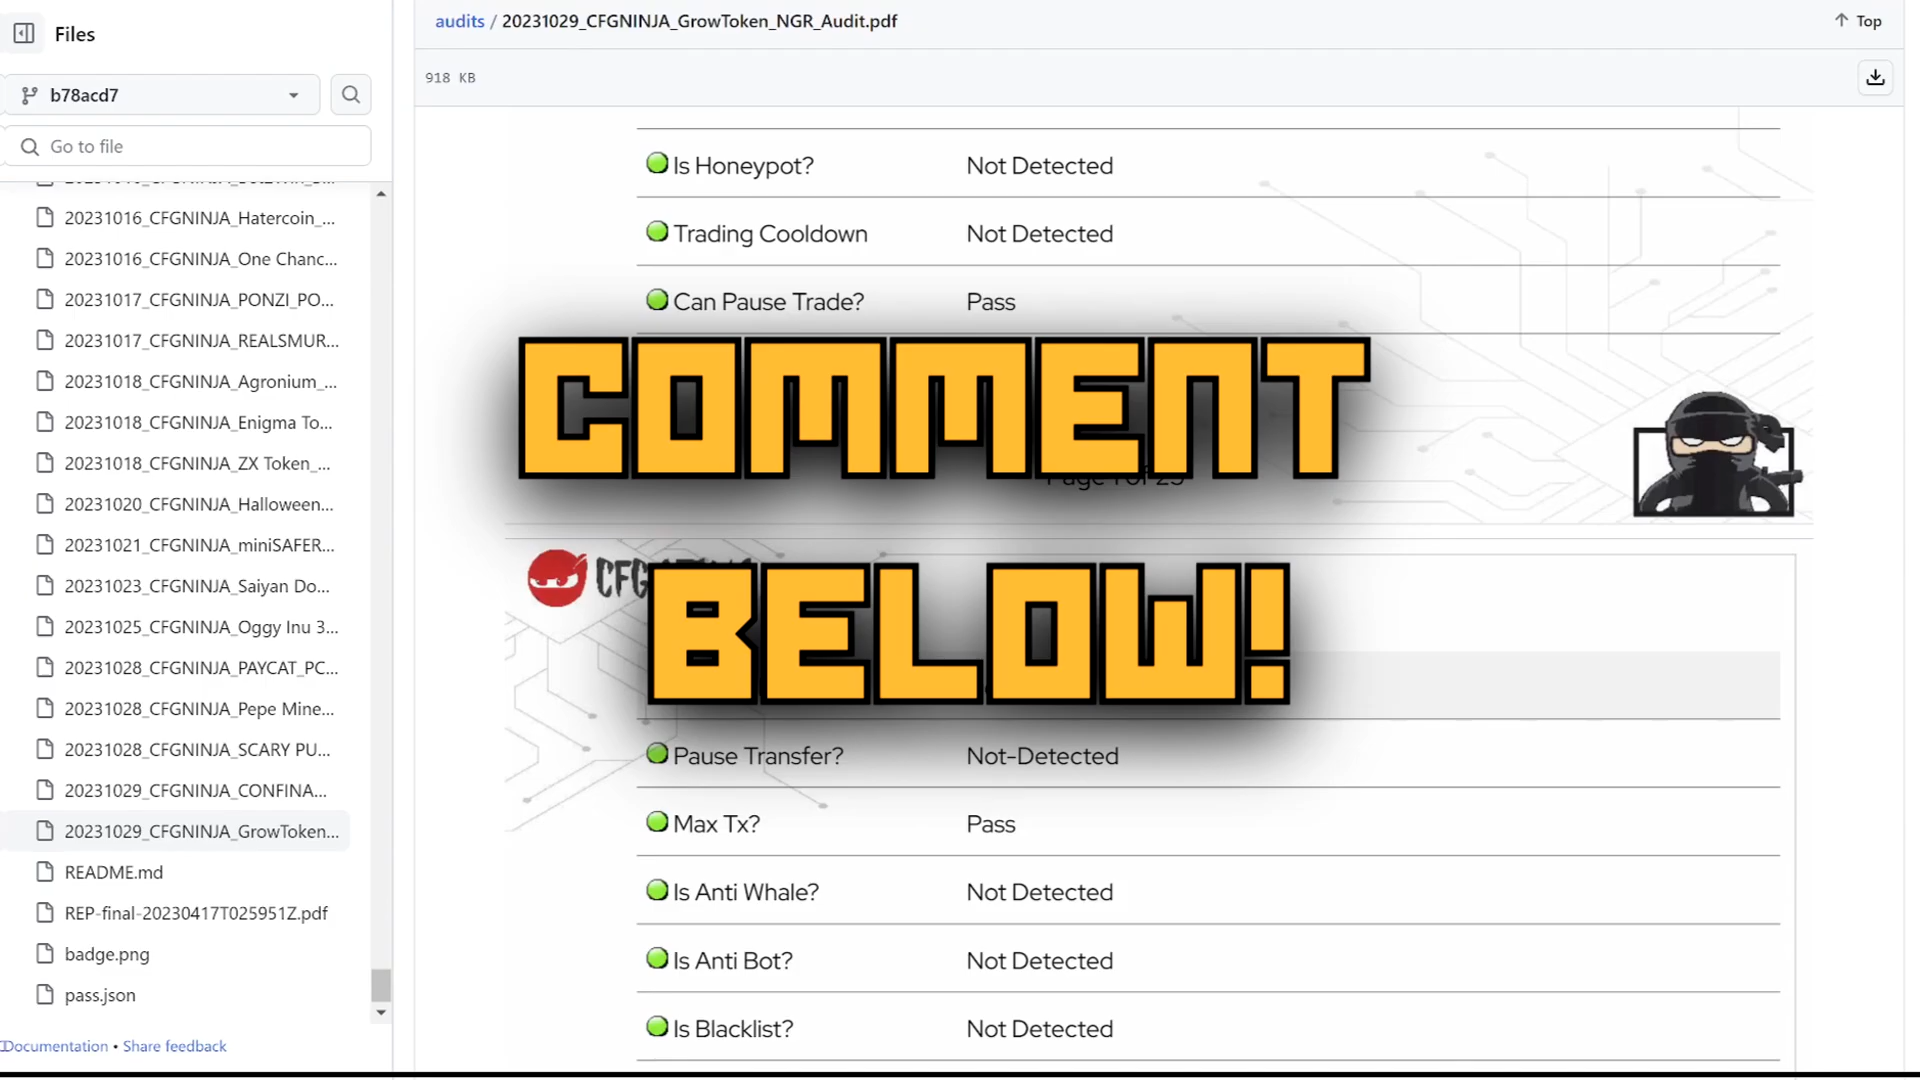 Files
b78acd7
Go to file
20231016_CFGNINJA_Hatercoin_...
20231016_CFGNINJA_One Chanc...
20231017_CFGNINJA_PONZI_PO...
20231017_CFGNINJA_REALSMUR...
20231018_CFGNINJA_Agronium_...
20231018_CFGNINJA_Enigma To...
20231018_CFGNINJA_ZX Token_...
20231020_CFGNINJA_Halloween...
20231021_CFGNINJA_miniSAFER...
20231023_CFGNINJA_Saiyan Do...
20231025_CFGNINJA_Oggy Inu 3...
20231028_CFGNINJA_PAYCAT_PC...
20231028_CFGNINJA_Pepe Mine...
20231028_CFGNINJA_SCARY PU...
20231029_CFGNINJA_CONFINA...
20231029_CFGNINJA_GrowToken...
README.md
REP-final-20230417T025951Z.pdf
badge.png
pass.json
Documentation • Share feedback
audits / 20231029_CFGNINJA_GrowToken_NGR_Audit.pdf
Top
918 KB
Is Honeypot? Not Detected
Trading Cooldown Not Detected
Can Pause Trade? Pass
COMMENT
BELOW!
Pause Transfer? Not-Detected
Max Tx? Pass
Is Anti Whale? Not Detected
Is Anti Bot? Not Detected
Is Blacklist? Not Detected